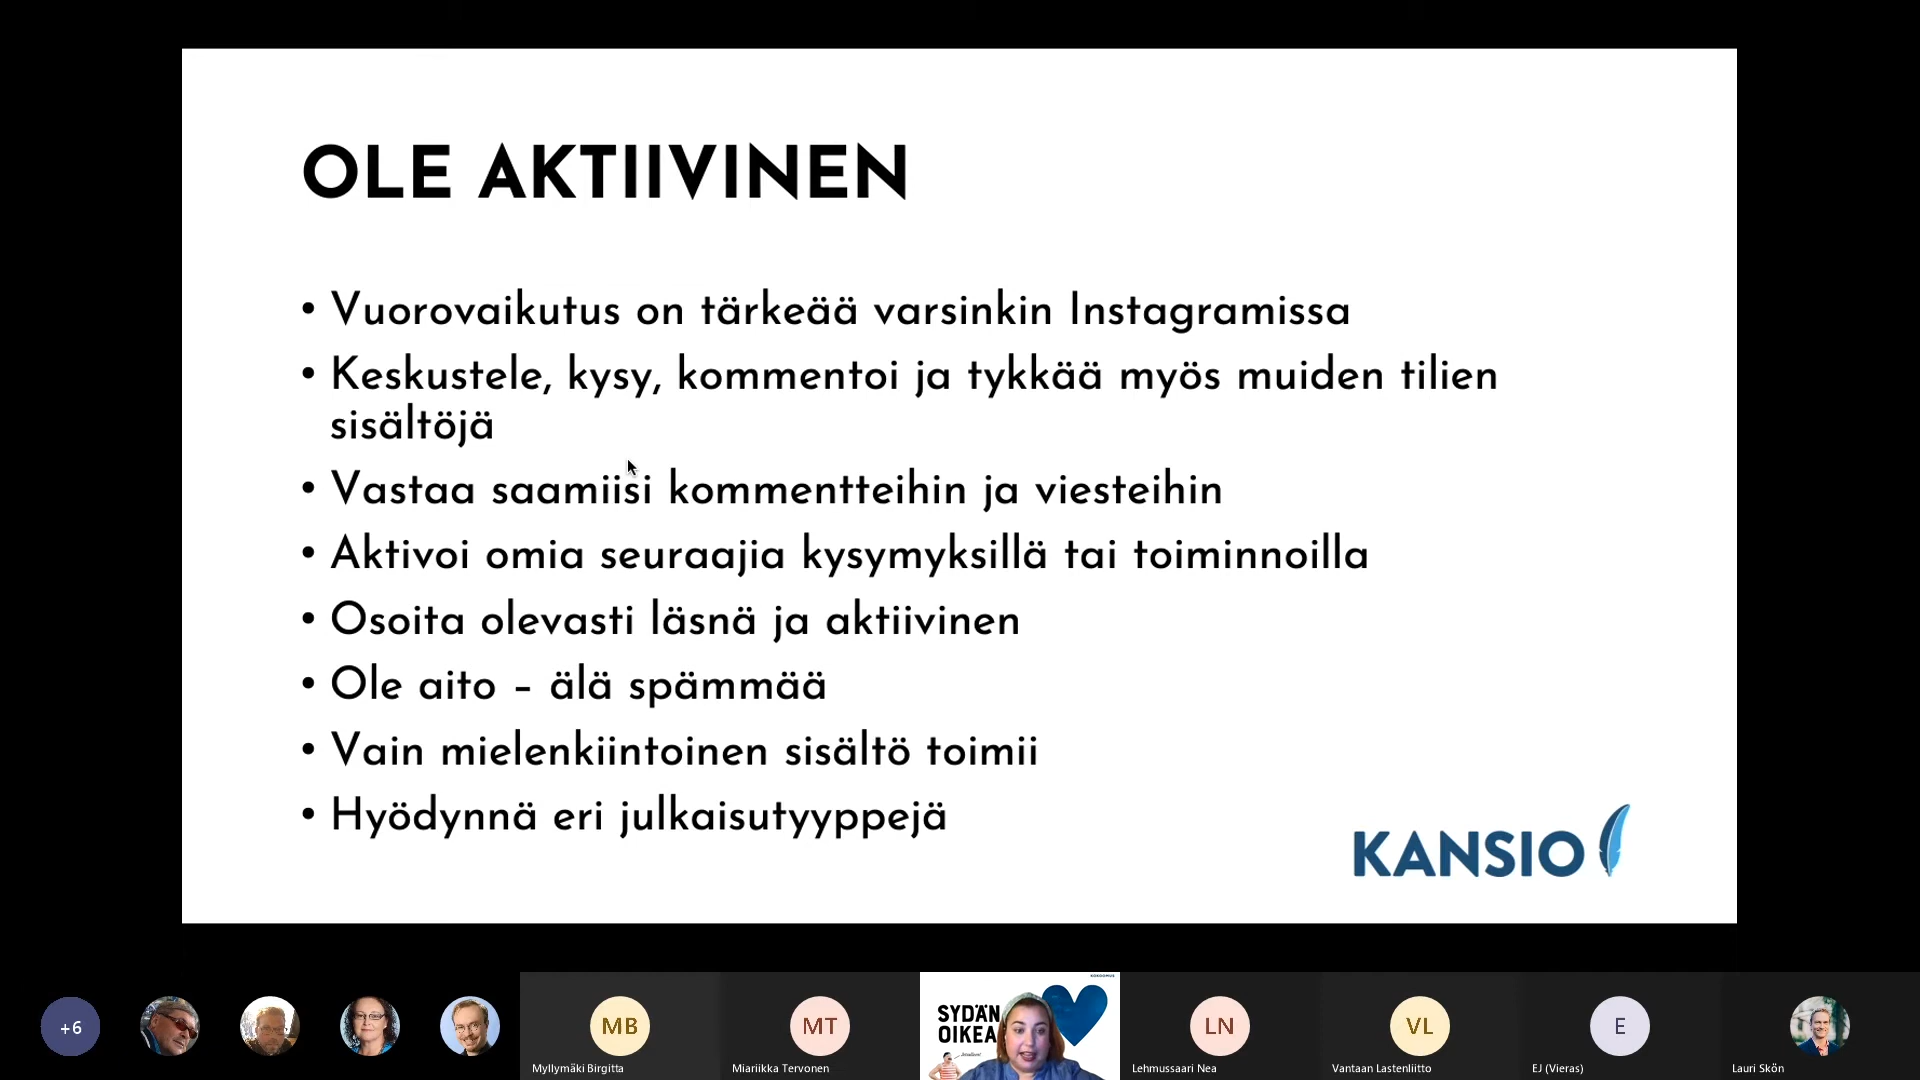 OLE AKTIIVINEN
• Vuorovaikutus on tärkeää varsinkin Instagramissa
• Keskustele, kysy, kommentoi ja tykkää myös muiden tilien
sisältöjä
• Vastaa saamiisi kommentteihin ja viesteihin
• Aktivoi omia seuraajia kysymyksillä tai toiminnoilla
• Osoita olevasti läsnä ja aktiivinen
• Ole aito – älä spämmää
• Vain mielenkiintoinen sisältö toimii
• Hyödynnä eri julkaisutyyppejä
KANSIO
KOKOOMUS
SYDÄN
OIKEA
+6
MB
MT
LN
VL
E
Myllymäki Birgitta
Miariikka Tervonen
Lehmussaari Nea
Vantaan Lastenliitto
EJ (Vieras)
Lauri Skön